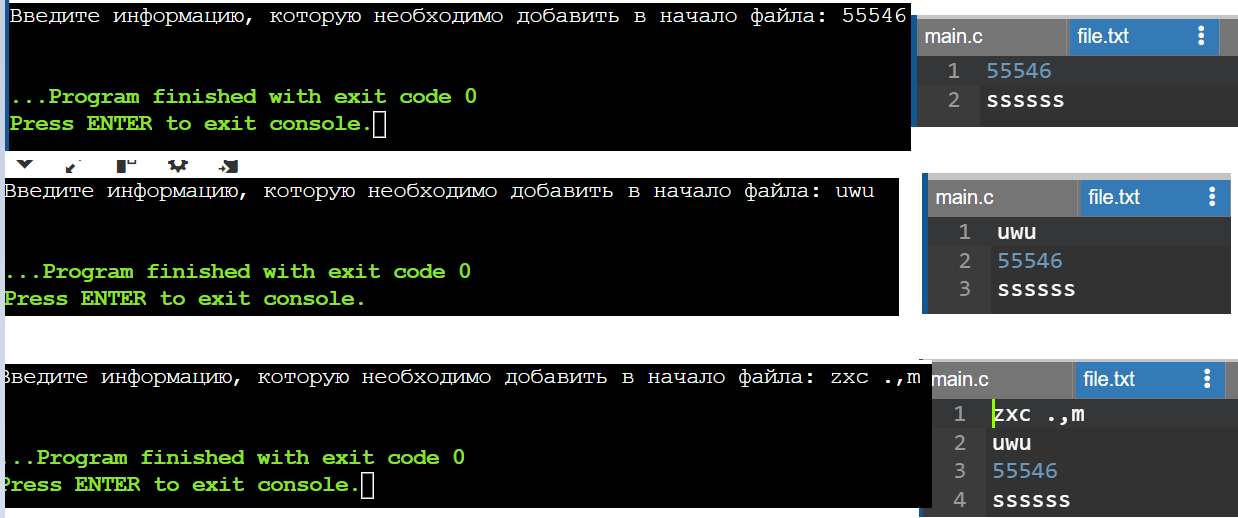 Введите информацию, которую необходимо добавить в начало файла: 55546
...Program finished with exit code 0
Press ENTER to exit console.
main.c file.txt
1 55546
2 ssssss
Введите информацию, которую необходимо добавить в начало файла: uwu
...Program finished with exit code 0
Press ENTER to exit console.
main.c file.txt
1 uwu
2 55546
3 ssssss
Введите информацию, которую необходимо добавить в начало файла: zxc .,m
...Program finished with exit code 0
Press ENTER to exit console.
main.c file.txt
1 zxc .,m
2 uwu
3 55546
4 ssssss